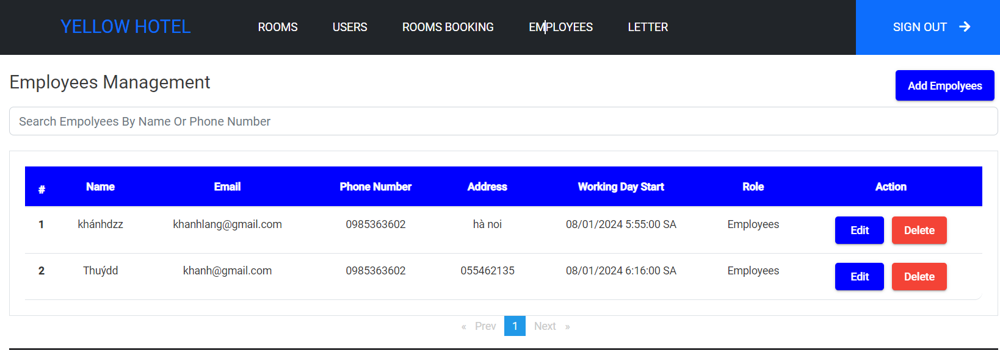 YELLOW HOTEL ROOMS USERS ROOMS BOOKING EMPLOYEES LETTER SIGN OUT →
Employees Management Add Empolyees
Search Empolyees By Name Or Phone Number
# Name Email Phone Number Address Working Day Start Role Action
1 khánhdzz khanhlang@gmail.com 0985363602 hà noi 08/01/2024 5:55:00 SA Employees Edit Delete
2 Thuýdd khanh@gmail.com 0985363602 055462135 08/01/2024 6:16:00 SA Employees Edit Delete
« Prev 1 Next »